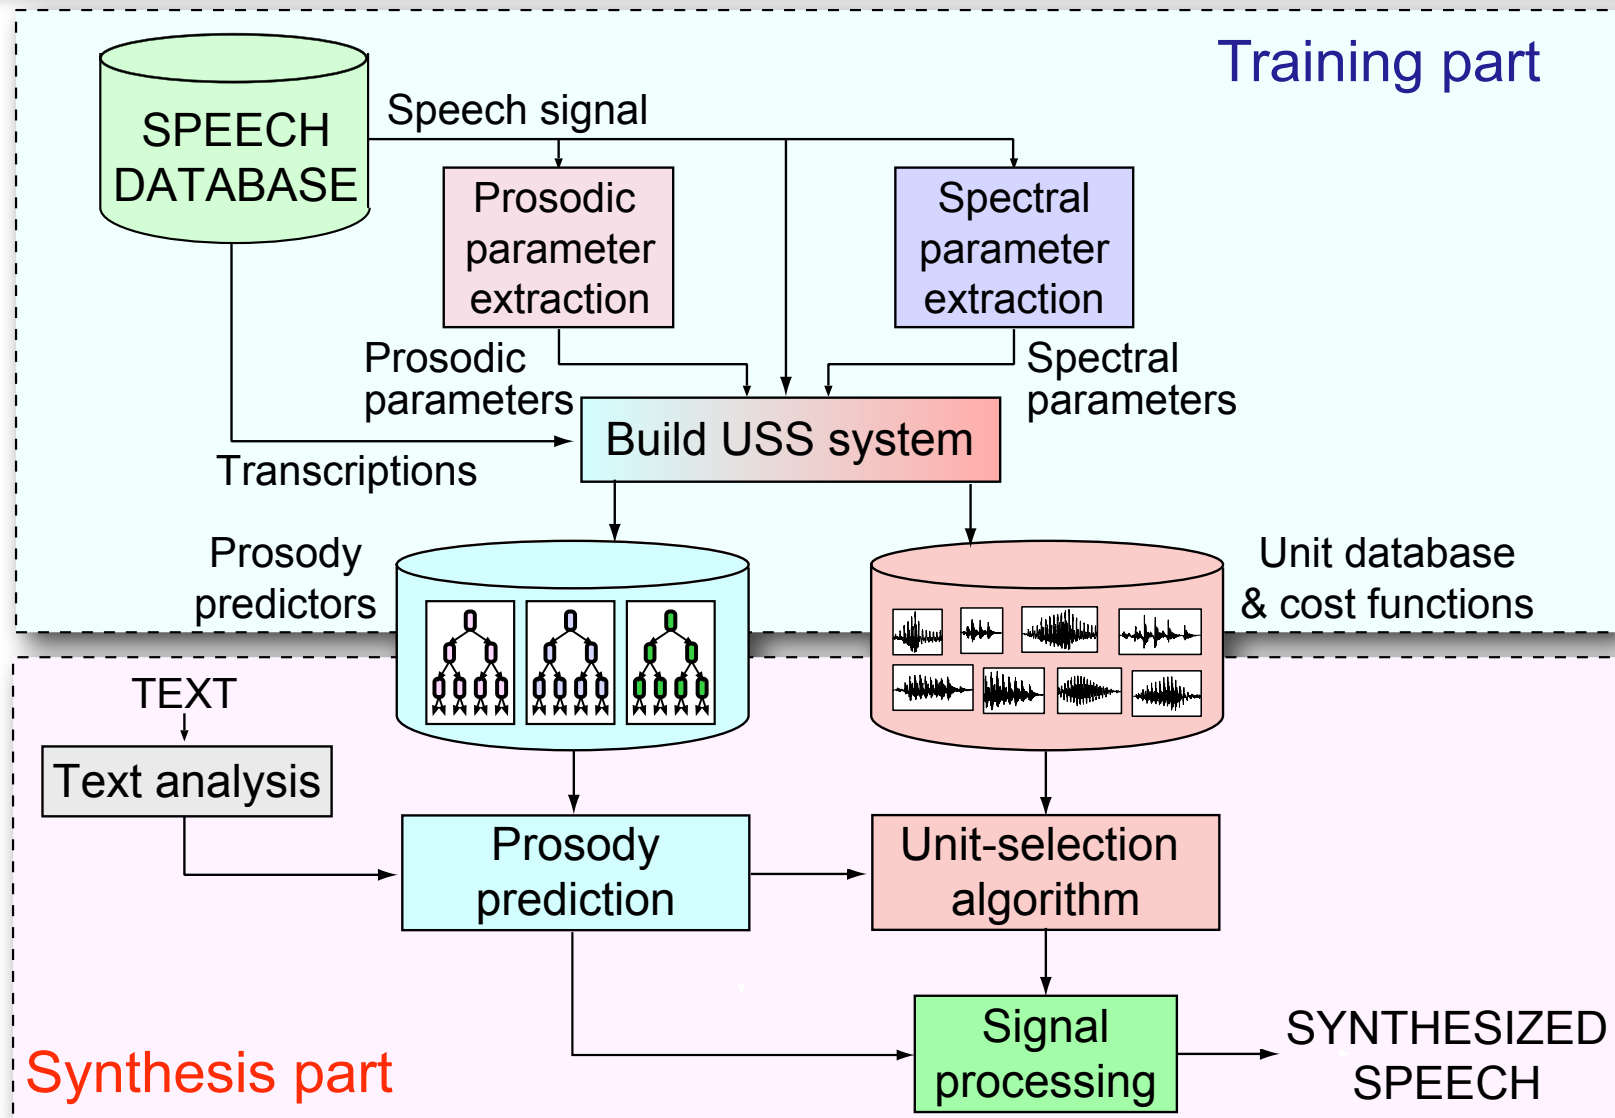 Training part
SPEECH
DATABASE
Speech signal
Prosodic
parameter
extraction
Spectral
parameter
extraction
Prosodic
parameters
Spectral
parameters
Build USS system
Transcriptions
Prosody
predictors
Unit database
& cost functions
TEXT
Text analysis
Prosody
prediction
Unit-selection
algorithm
Signal
processing
SYNTHESIZED
SPEECH
Synthesis part